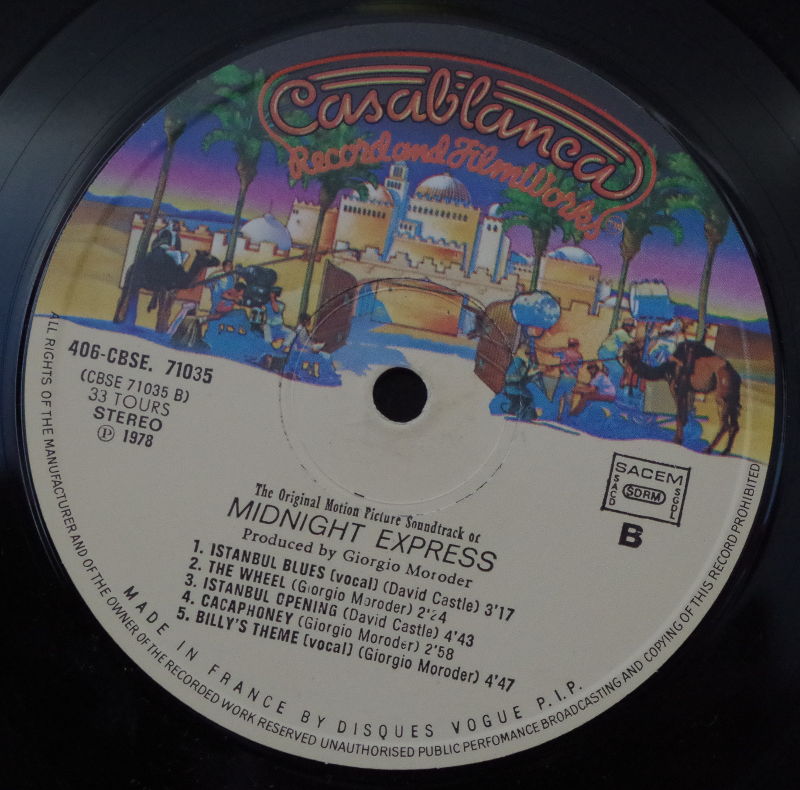 Casablanca
Record and FilmWorks
406-CBSE. 71035
(CBSE 71035 B)
33 TOURS
STEREO
Ⓟ 1978
SACEM
SACD
SDRM
SGDL
B
The Original Motion Picture Soundtrack of
MIDNIGHT EXPRESS
Produced by Giorgio Moroder
1. ISTANBUL BLUES (vocal) (David Castle) 3'17
2. THE WHEEL (Giorgio Moroder) 2'24
3. ISTANBUL OPENING (David Castle) 4'43
4. CACAPHONEY (Giorgio Moroder) 2'58
5. BILLY'S THEME (vocal) (Giorgio Moroder) 4'47
MADE IN FRANCE BY DISQUES VOGUE P.I.P.
ALL RIGHTS OF THE MANUFACTURER AND OF THE OWNER OF THE RECORDED WORK RESERVED UNAUTHORISED PUBLIC PERFOMANCE BROADCASTING AND COPYING OF THIS RECORD PROHIBITED